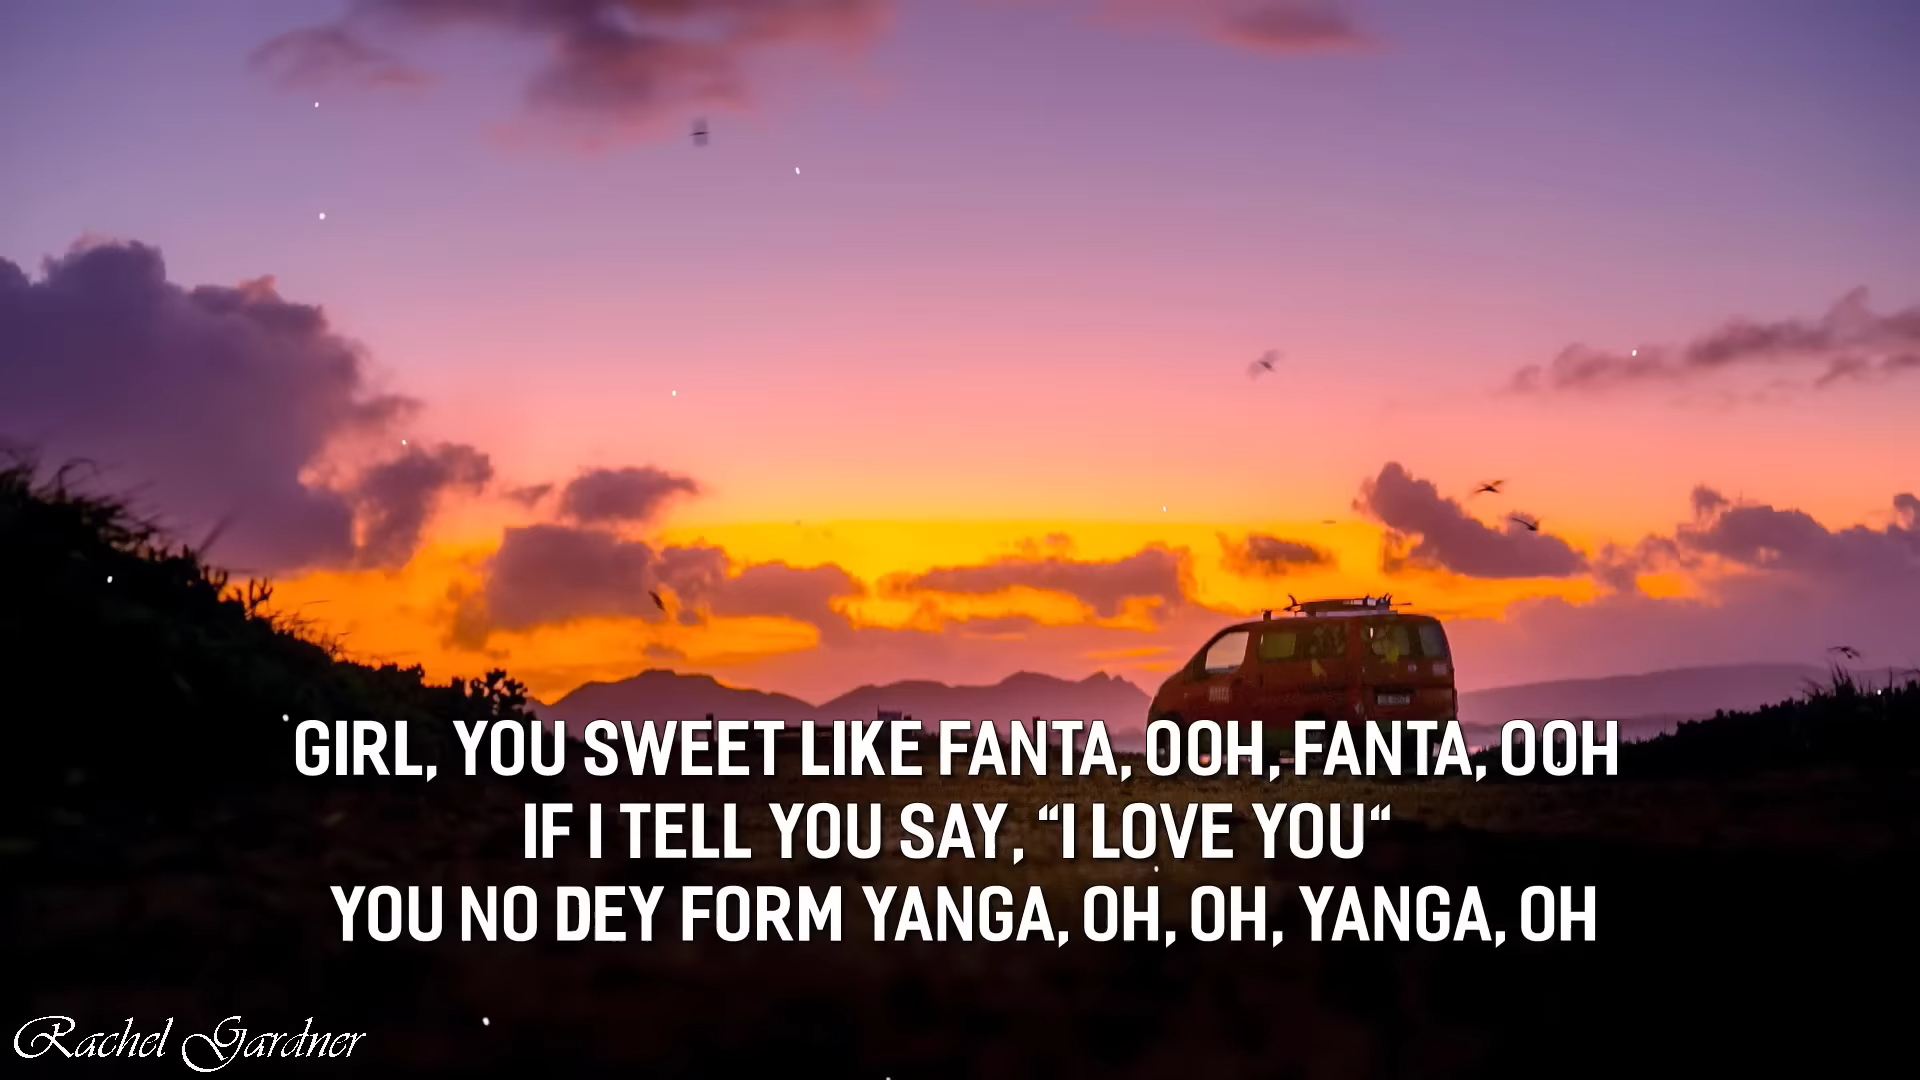 GIRL, YOU SWEET LIKE FANTA, OOH, FANTA, OOH
IF I TELL YOU SAY, “I LOVE YOU“
YOU NO DEY FORM YANGA, OH, OH, YANGA, OH
Rachel Gardner